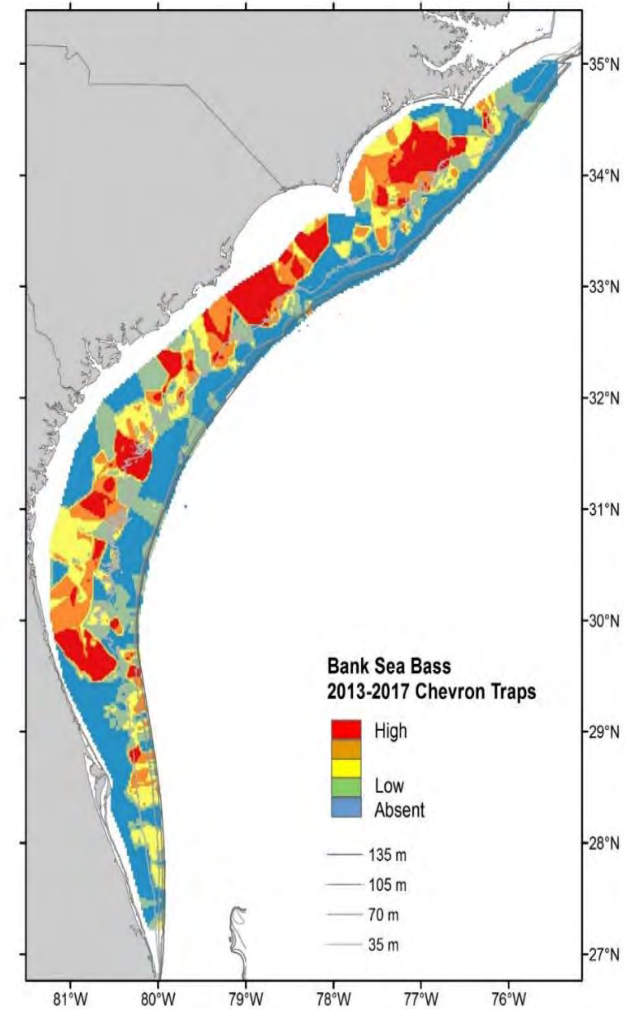 35°N
34°N
33°N
32°N
31°N
30°N
29°N
28°N
27°N
Bank Sea Bass
2013-2017 Chevron Traps
High
Low
Absent
135 m
105 m
70 m
35 m
81°W 80°W 79°W 78°W 77°W 76°W